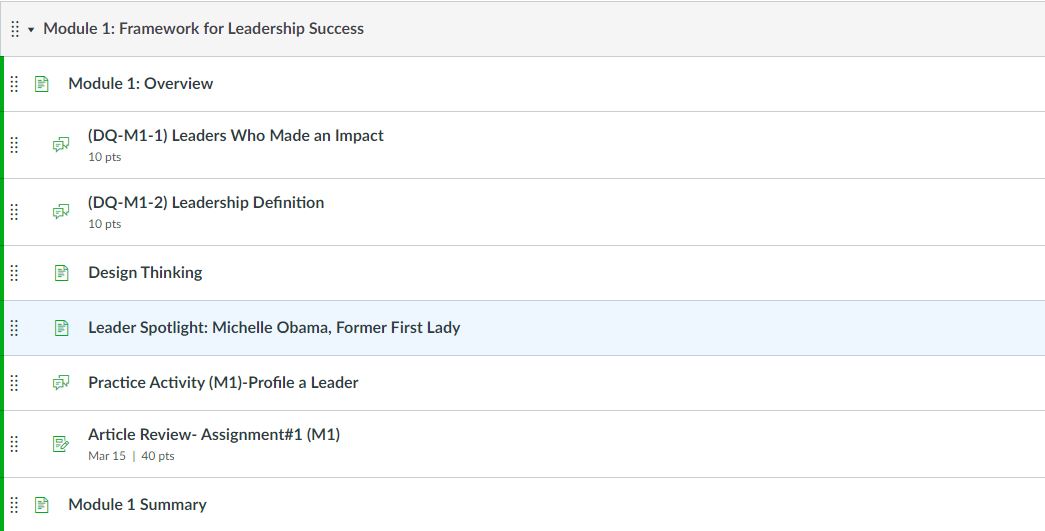 Module 1: Framework for Leadership Success
Module 1: Overview
(DQ-M1-1) Leaders Who Made an Impact
10 pts
(DQ-M1-2) Leadership Definition
10 pts
Design Thinking
Leader Spotlight: Michelle Obama, Former First Lady
Practice Activity (M1)-Profile a Leader
Article Review- Assignment#1 (M1)
Mar 15 | 40 pts
Module 1 Summary